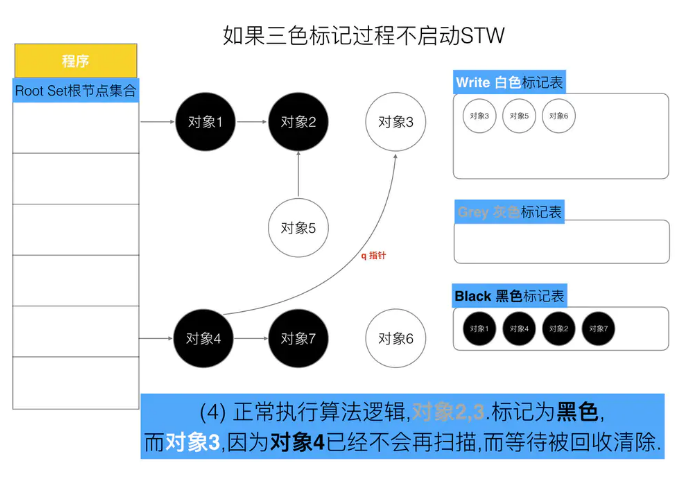 如果三色标记过程不启动STW
程序
Root Set根节点集合
对象1
对象2
对象3
对象5
q 指针
对象4
对象7
对象6
Write 白色标记表
对象3
对象5
对象6
Grey 灰色标记表
Black 黑色标记表
对象1
对象4
对象2
对象7
(4) 正常执行算法逻辑,对象2,3.标记为黑色,
而对象3,因为对象4已经不会再扫描,而等待被回收清除.